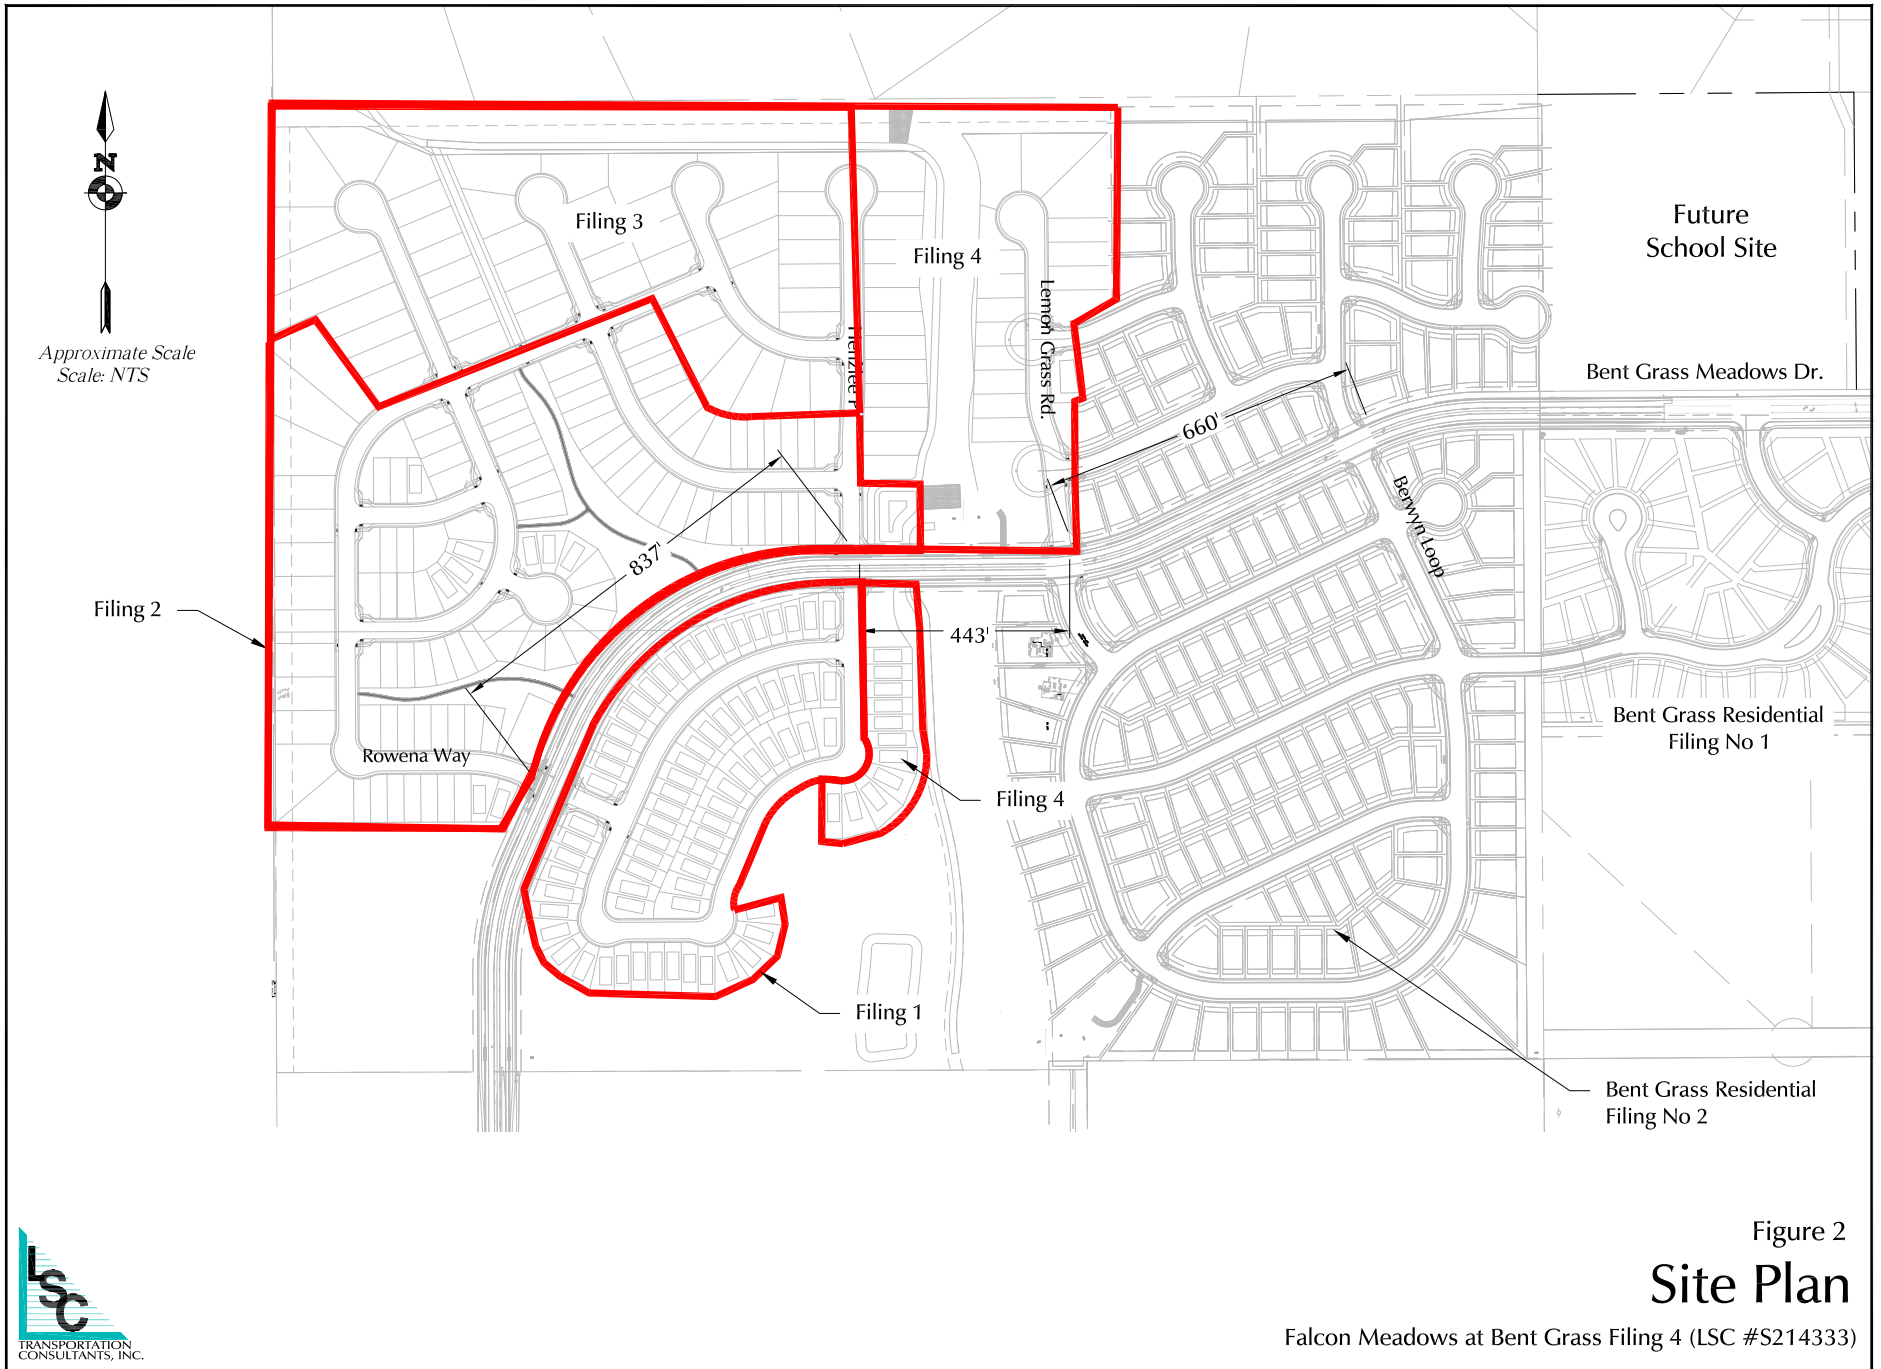 N
Approximate Scale
Scale: NTS
Filing 3
Filing 4
Lemon Grass Rd.
Future
School Site
Bent Grass Meadows Dr.
660'
837'
Berwyn Loop
Filing 2
443'
Rowena Way
Filing 4
Bent Grass Residential
Filing No 1
Filing 1
Bent Grass Residential
Filing No 2
Figure 2
Site Plan
Falcon Meadows at Bent Grass Filing 4 (LSC #S214333)
LSC
TRANSPORTATION
CONSULTANTS, INC.